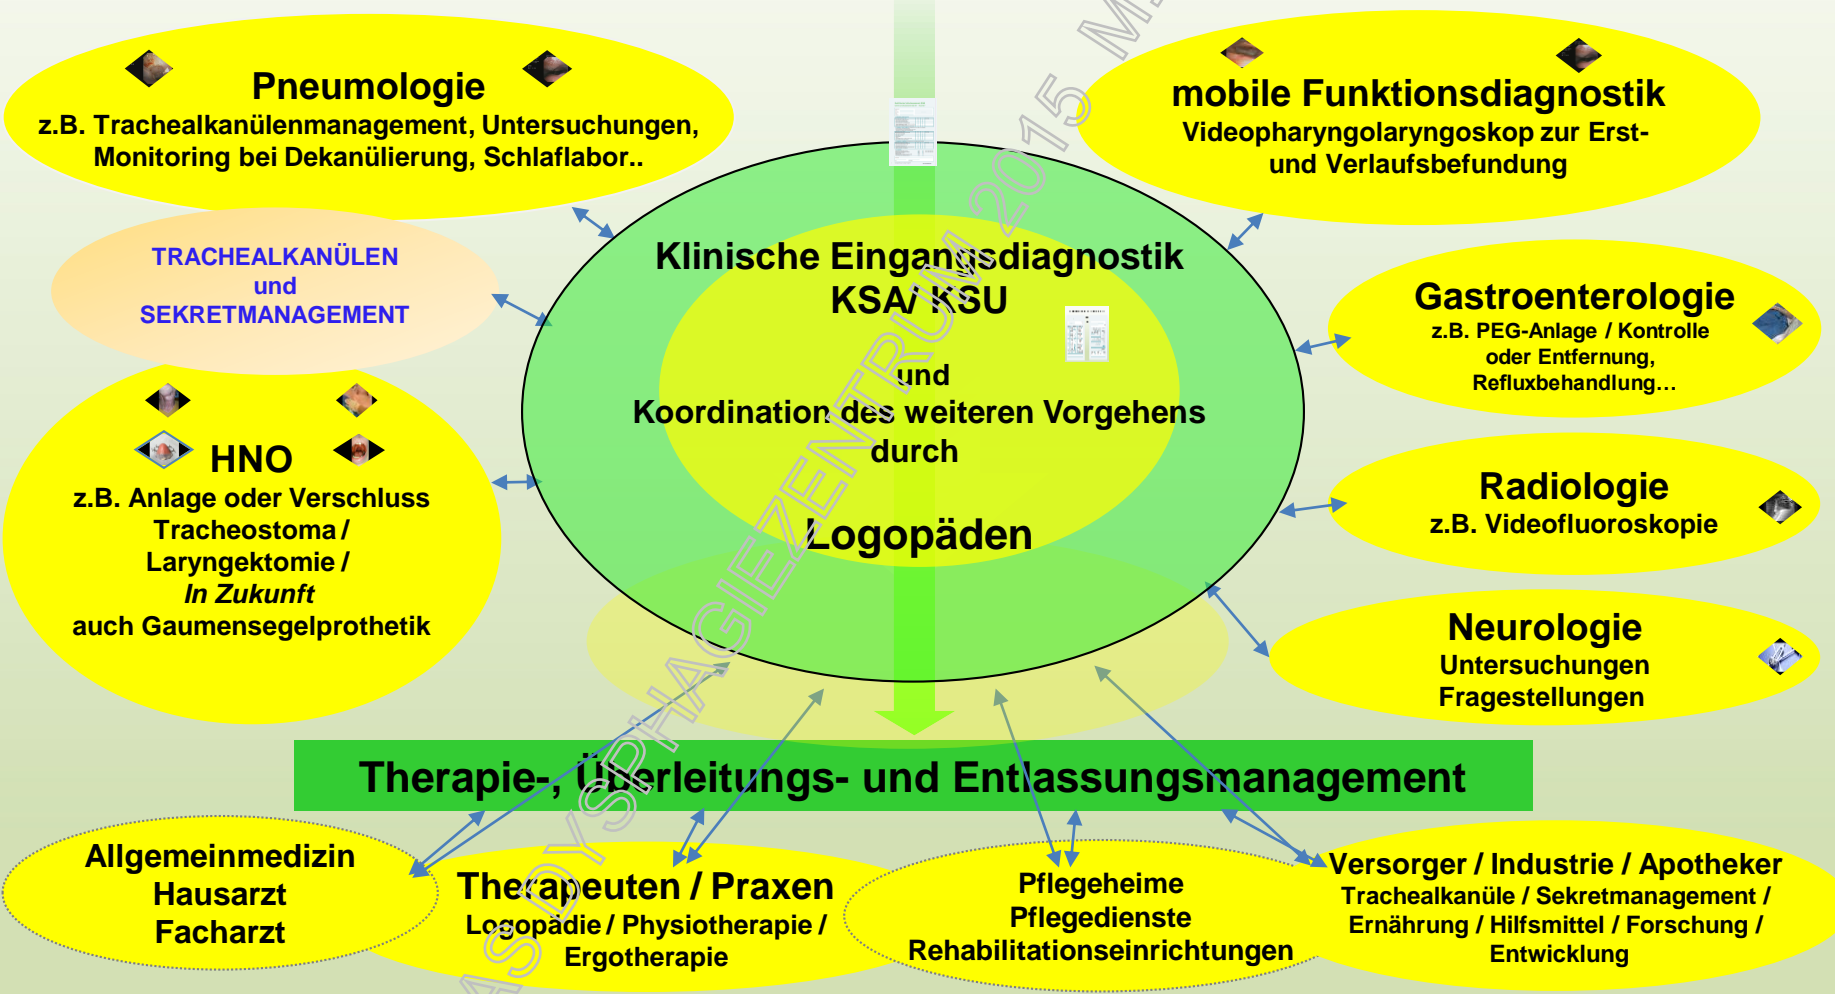 Pneumologie
z.B. Trachealkanülenmanagement, Untersuchungen,
Monitoring bei Dekanülierung, Schlaflabor..
mobile Funktionsdiagnostik
Videopharyngolaryngoskop zur Erst-
und Verlaufsbefundung
TRACHEALKANÜLEN
und
SEKRETMANAGEMENT
Klinische Eingangsdiagnostik
KSA/ KSU
und
Koordination des weiteren Vorgehens
durch
Logopäden
Gastroenterologie
z.B. PEG-Anlage / Kontrolle
oder Entfernung,
Refluxbehandlung...
HNO
z.B. Anlage oder Verschluss
Tracheostoma /
Laryngektomie /
In Zukunft
auch Gaumensegelprothetik
Radiologie
z.B. Videofluoroskopie
Neurologie
Untersuchungen
Fragestellungen
Therapie-, Überleitungs- und Entlassungsmanagement
Allgemeinmedizin
Hausarzt
Facharzt
Therapeuten / Praxen
Logopädie / Physiotherapie /
Ergotherapie
Pflegeheime
Pflegedienste
Rehabilitationseinrichtungen
Versorger / Industrie / Apotheker
Trachealkanüle / Sekretmanagement /
Ernährung / Hilfsmittel / Forschung /
Entwicklung
AS DYSPHAGIEZENTRUM 2015 M